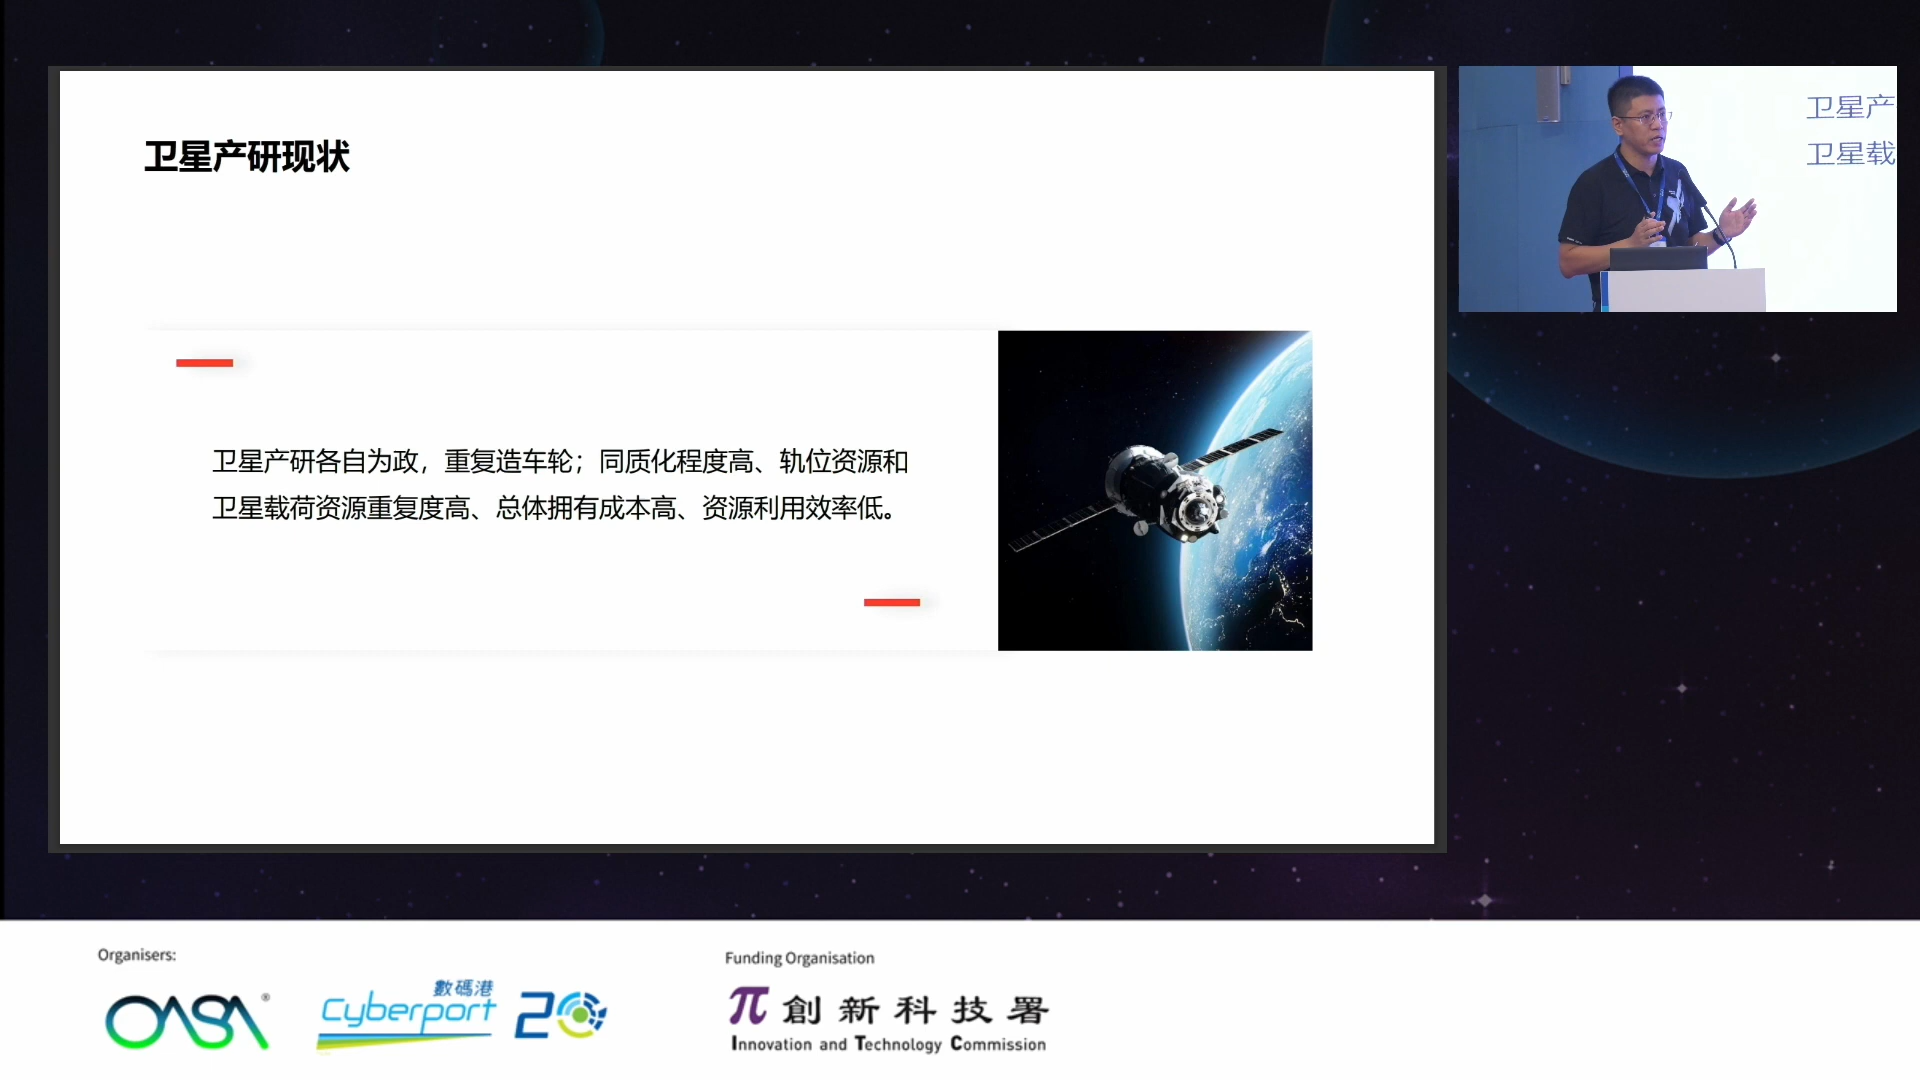 卫星产研现状
卫星产研各自为政，重复造车轮；同质化程度高、轨位资源和
卫星载荷资源重复度高、总体拥有成本高、资源利用效率低。
卫星产
卫星载
Organisers:
OASA®
Cyberport 數碼港 20
Funding Organisation
創新科技署
Innovation and Technology Commission